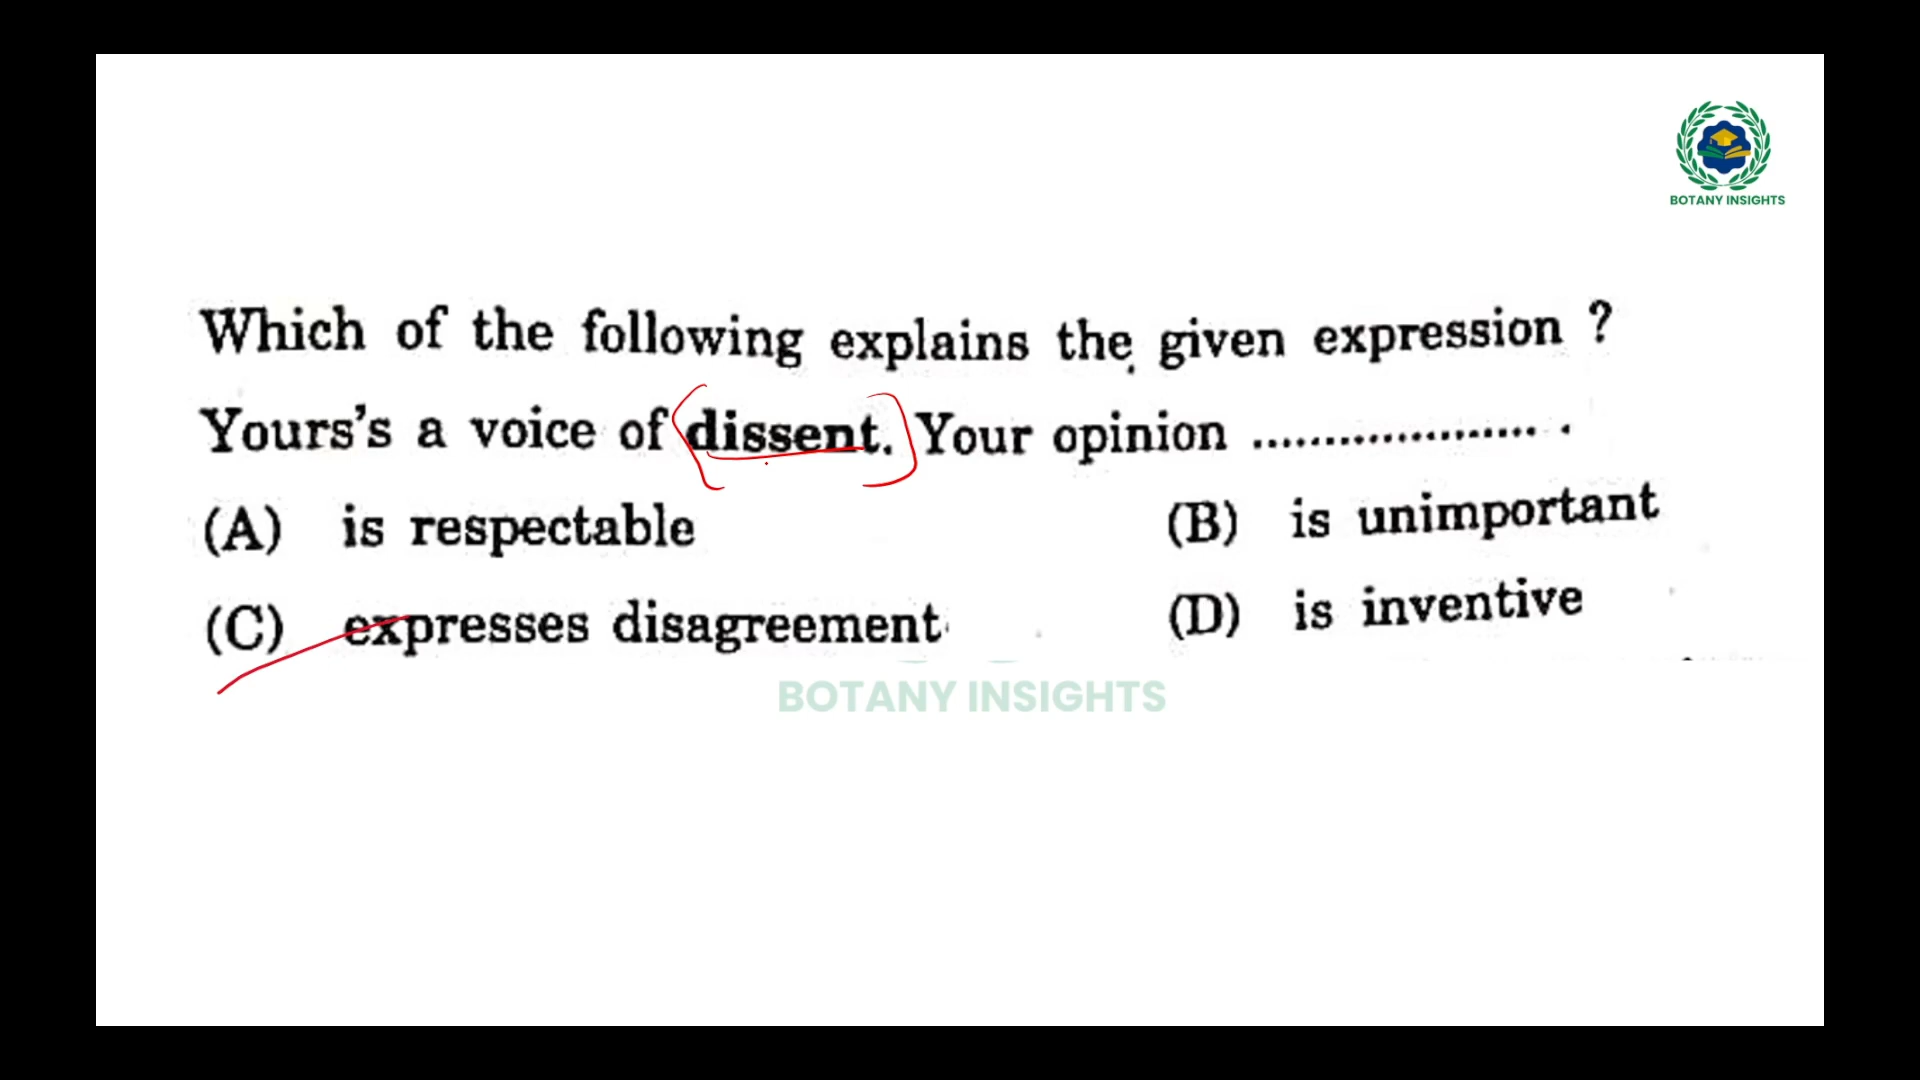 BOTANY INSIGHTS
Which of the following explains the given expression ?
Yours's a voice of dissent. Your opinion ..................... .
(A) is respectable (B) is unimportant
(C) expresses disagreement (D) is inventive
BOTANY INSIGHTS